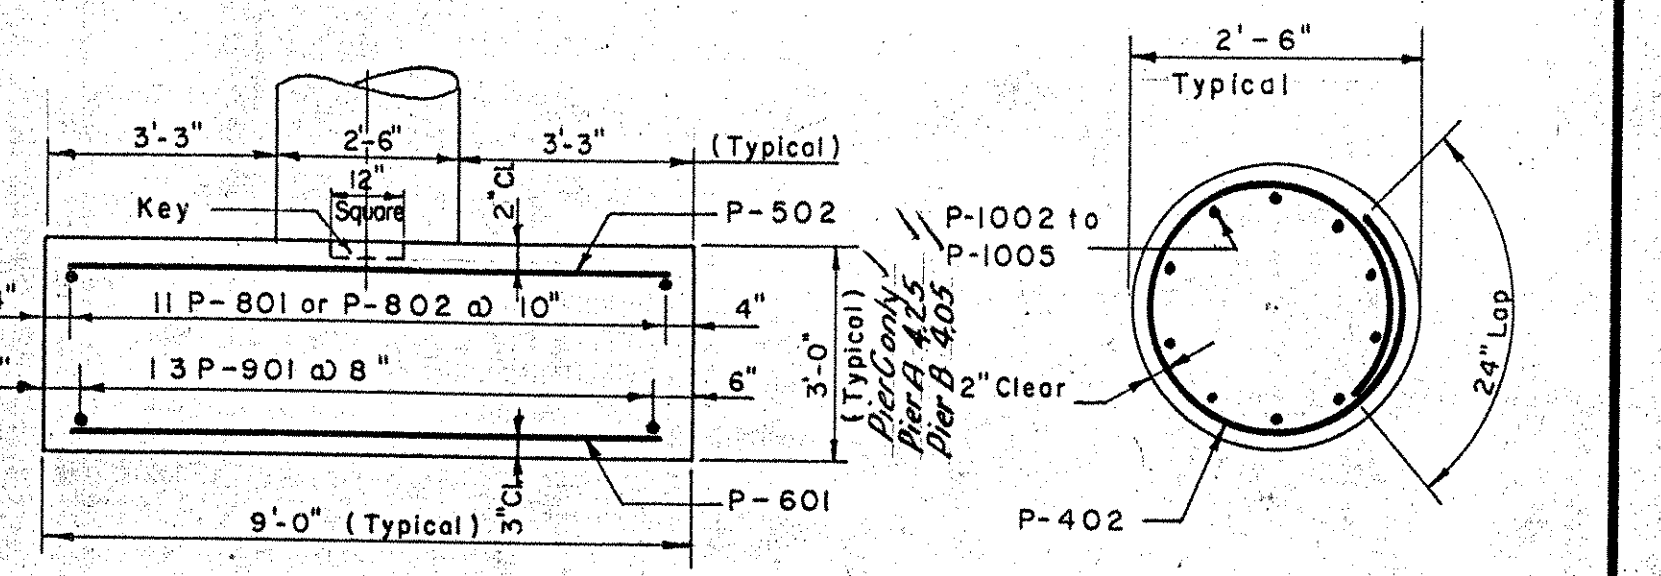 2'-6"
Typical
3'-3"
2'-6"
3'-3"
(Typical)
12"
Square
Key
2"CL
P-502
P-1002 to
P-1005
11 P-801 or P-802 @ 10"
4"
13 P-901 @ 8"
6"
3'-0"
(Typical)
Pier C only
Pier A 4.25
Pier B 4.05
2" Clear
24" Lap
3"CL
P-601
9'-0" (Typical)
P-402